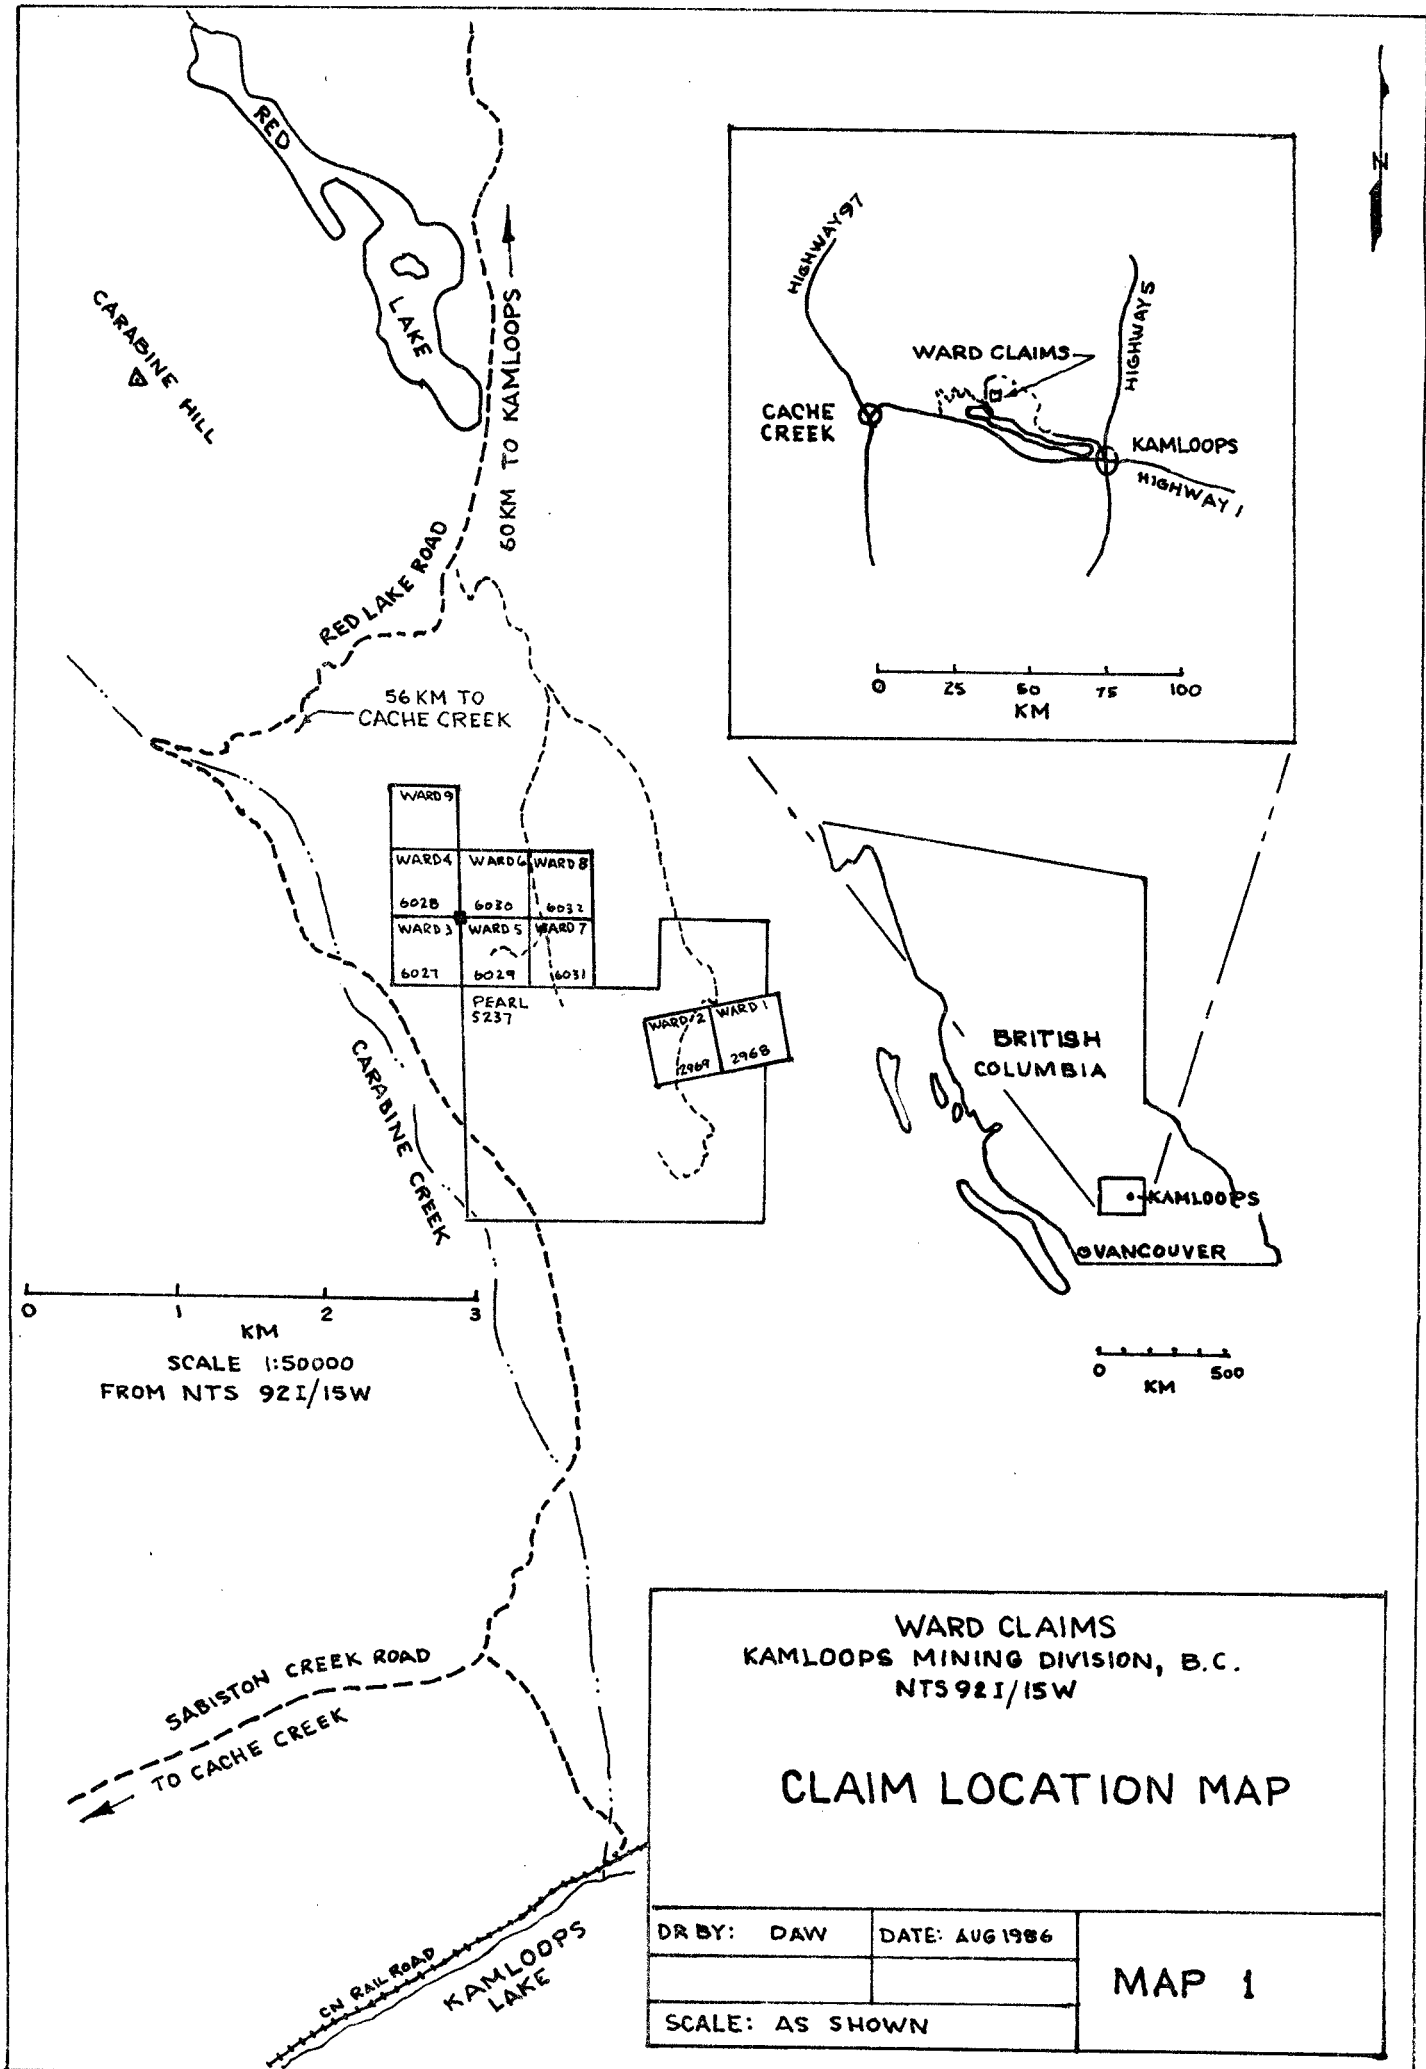 RED
LAKE
CARABINE HILL
60 KM TO KAMLOOPS
RED LAKE ROAD
56 KM TO
CACHE CREEK
N
HIGHWAY 97
HIGHWAY 5
WARD CLAIMS
CACHE
CREEK
KAMLOOPS
HIGHWAY 1
0 25 50 75 100
KM
WARD 9
WARD 4 WARD 6 WARD 8
6028 6030 6032
WARD 3 WARD 5 WARD 7
6027 6029 6031
PEARL
5237
WARD 2 WARD 1
2969 2968
CARABINE CREEK
BRITISH
COLUMBIA
KAMLOOPS
VANCOUVER
0 500
KM
0 1 2 3
KM
SCALE 1:50000
FROM NTS 92I/15W
SABISTON CREEK ROAD
TO CACHE CREEK
CN RAILROAD
KAMLOOPS
LAKE
WARD CLAIMS
KAMLOOPS MINING DIVISION, B.C.
NTS 92I/15W
CLAIM LOCATION MAP
DR BY: DAW DATE: AUG 1986
MAP 1
SCALE: AS SHOWN